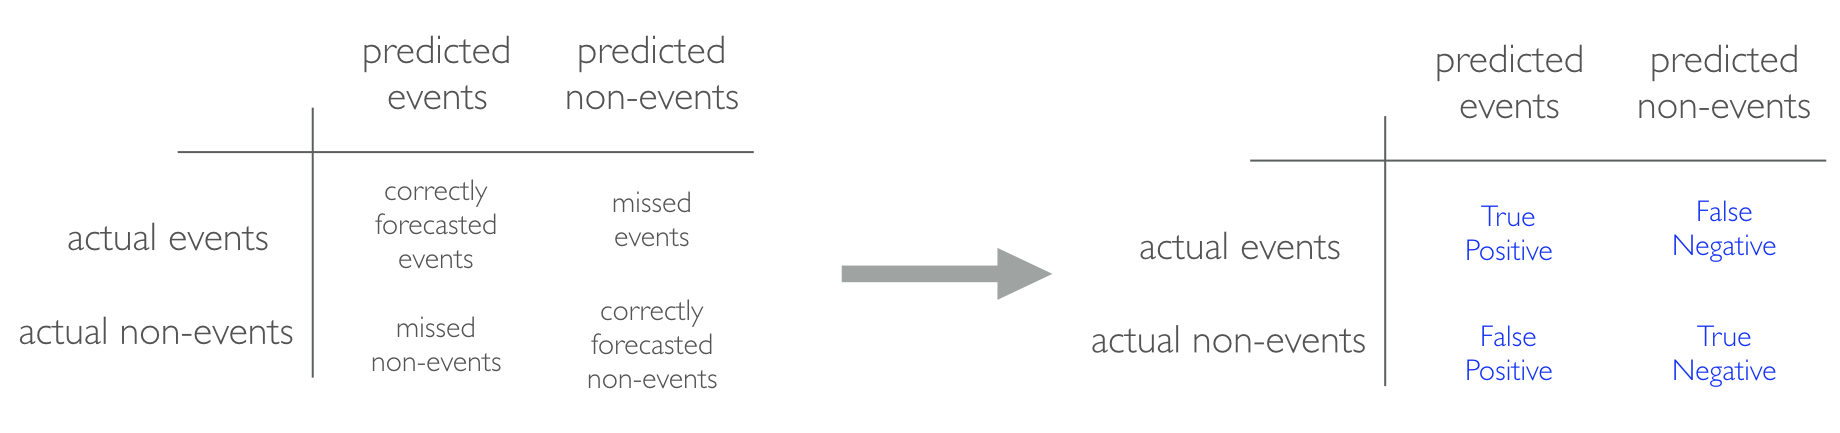 predicted
events
predicted
non-events
actual events
correctly
forecasted
events
missed
events
actual non-events
missed
non-events
correctly
forecasted
non-events
predicted
events
predicted
non-events
actual events
True
Positive
False
Negative
actual non-events
False
Positive
True
Negative